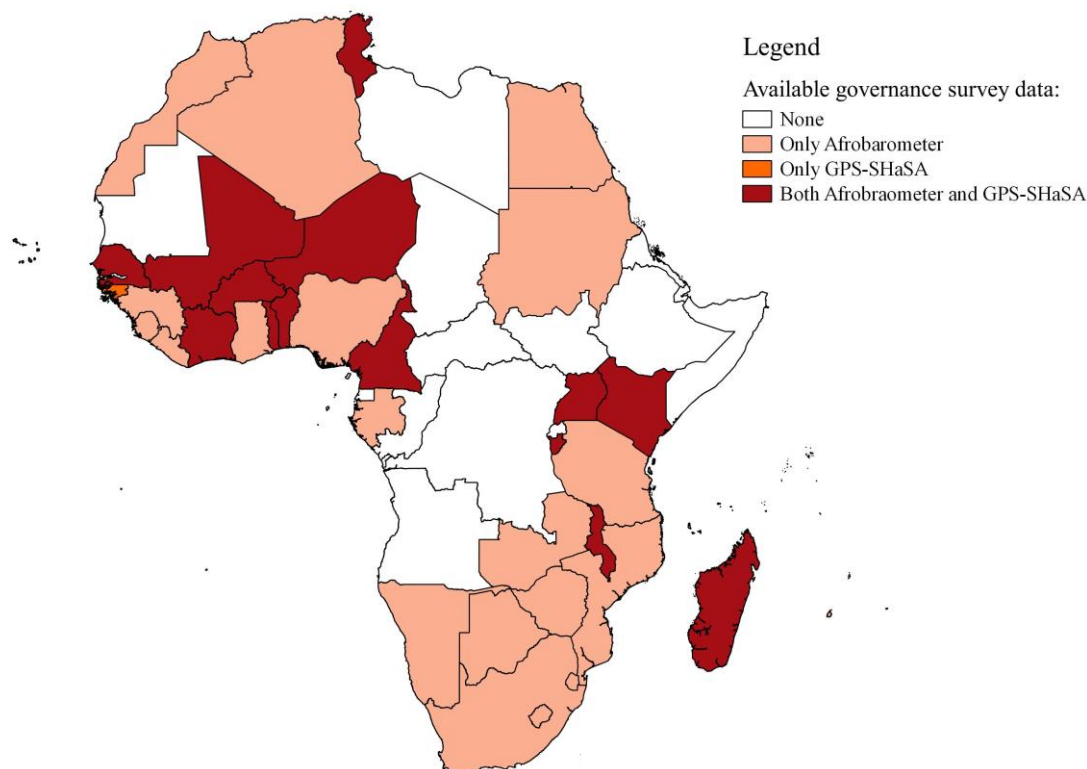 Legend
Available governance survey data:
None
Only Afrobarometer
Only GPS-SHaSA
Both Afrobraometer and GPS-SHaSA